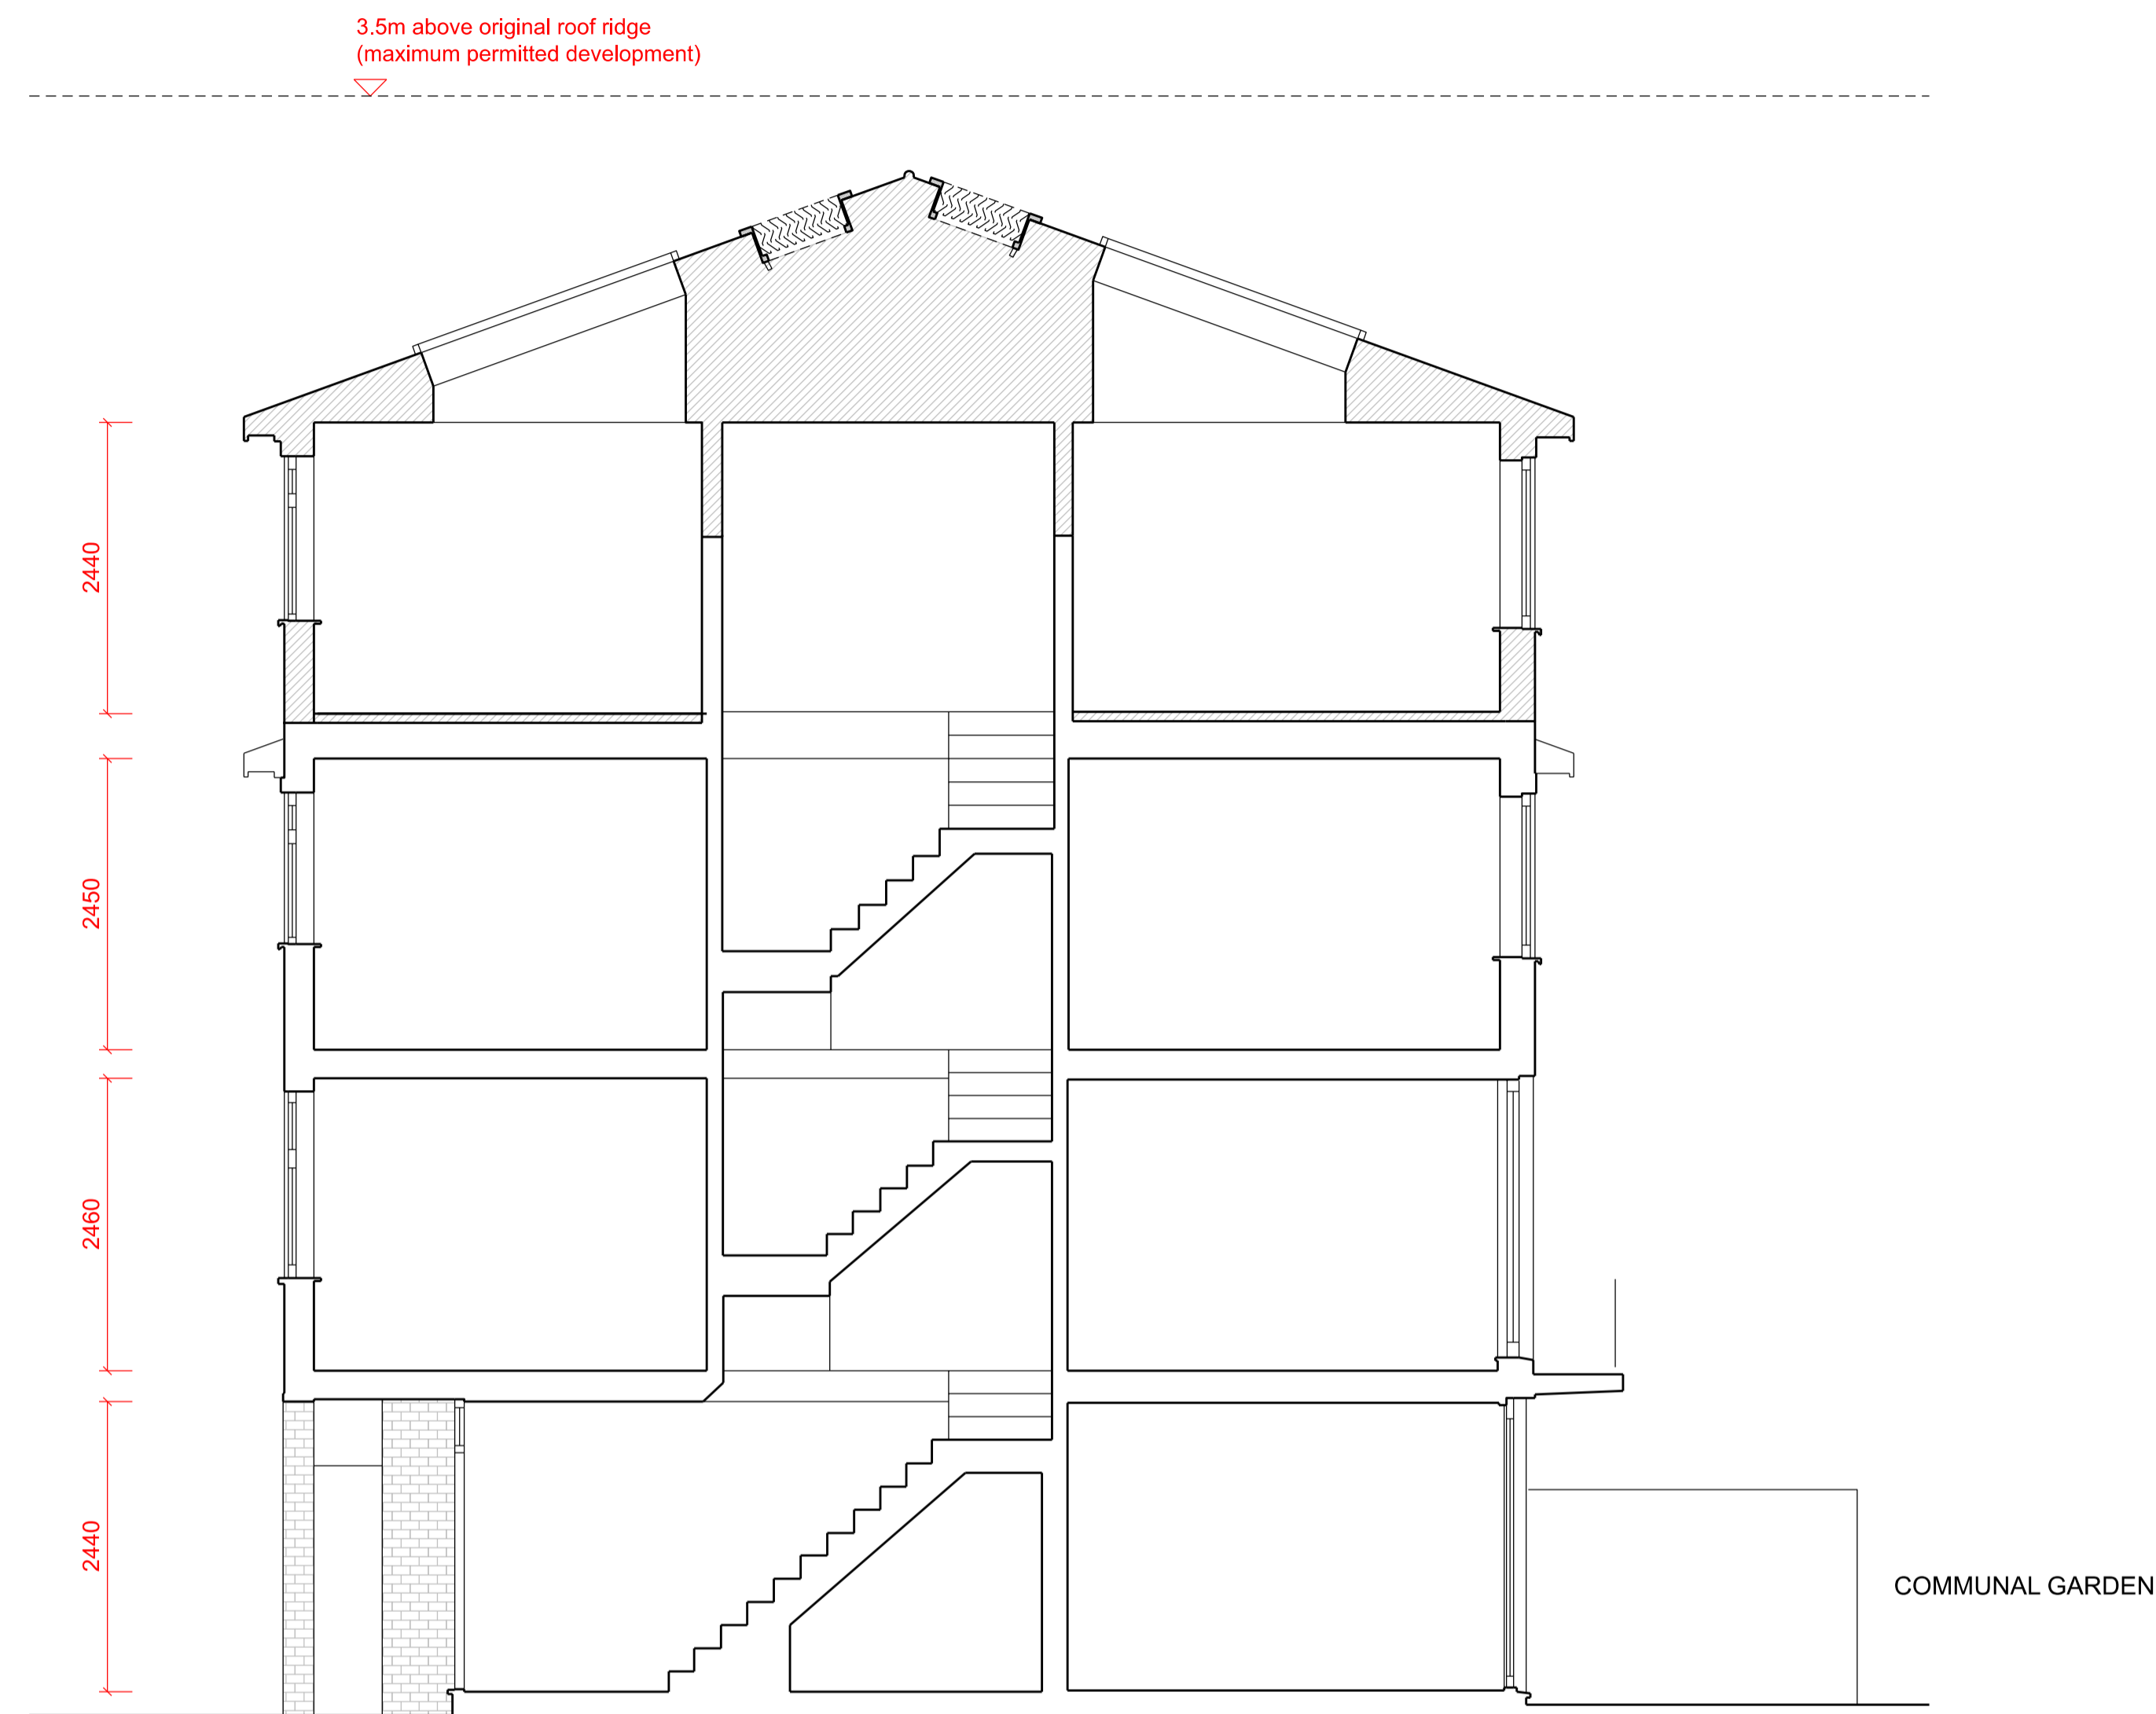 3.5m above original roof ridge
(maximum permitted development)
2440
2450
2460
2440
COMMUNAL GARDEN